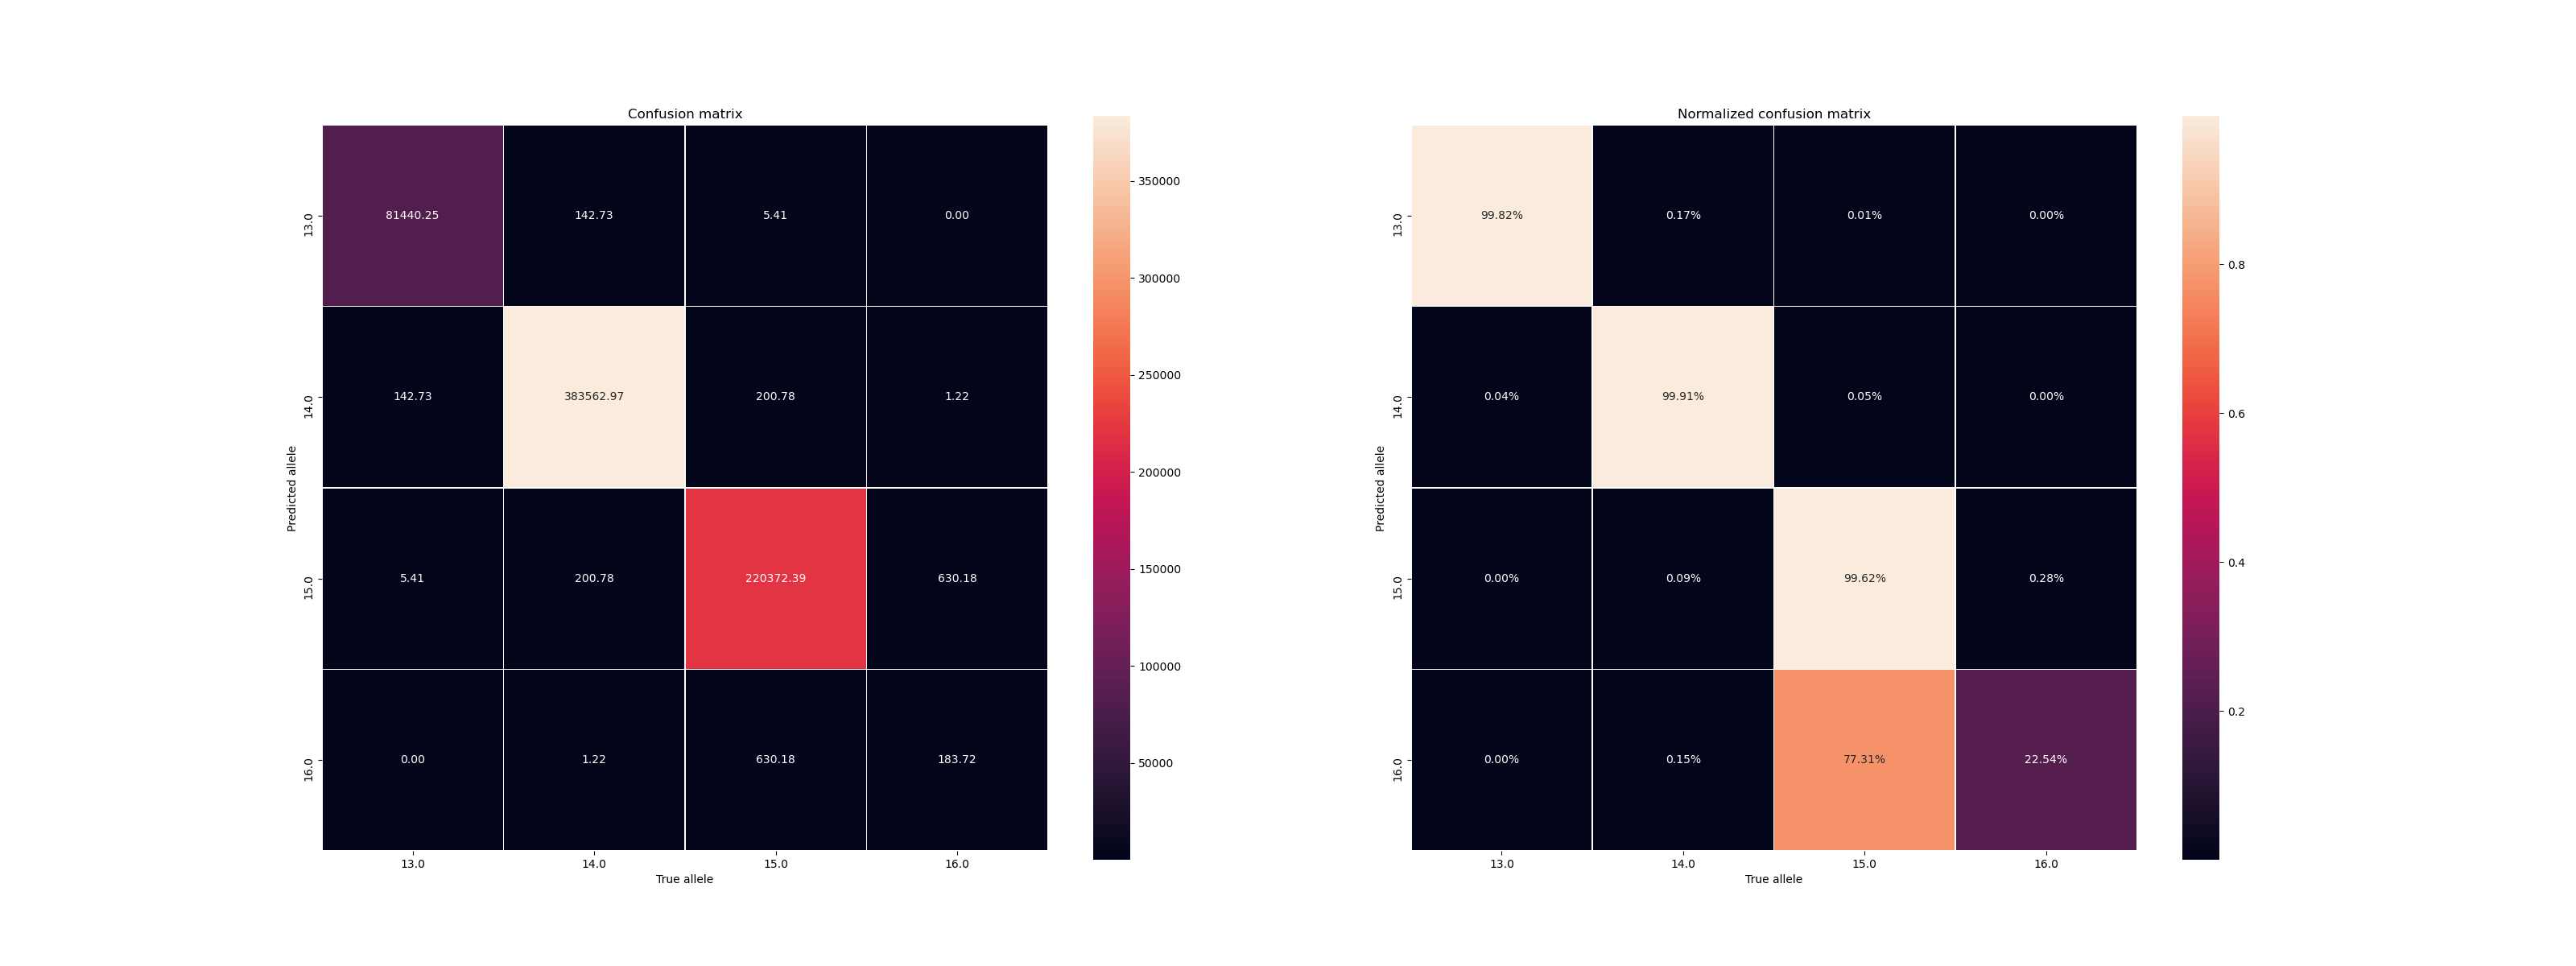 Confusion matrix
13.0 81440.25 142.73 5.41 0.00
14.0 142.73 383562.97 200.78 1.22
15.0 5.41 200.78 220372.39 630.18
16.0 0.00 1.22 630.18 183.72
13.0 14.0 15.0 16.0
True allele
Predicted allele
350000
300000
250000
200000
150000
100000
50000
Normalized confusion matrix
13.0 99.82% 0.17% 0.01% 0.00%
14.0 0.04% 99.91% 0.05% 0.00%
15.0 0.00% 0.09% 99.62% 0.28%
16.0 0.00% 0.15% 77.31% 22.54%
13.0 14.0 15.0 16.0
True allele
Predicted allele
0.8
0.6
0.4
0.2